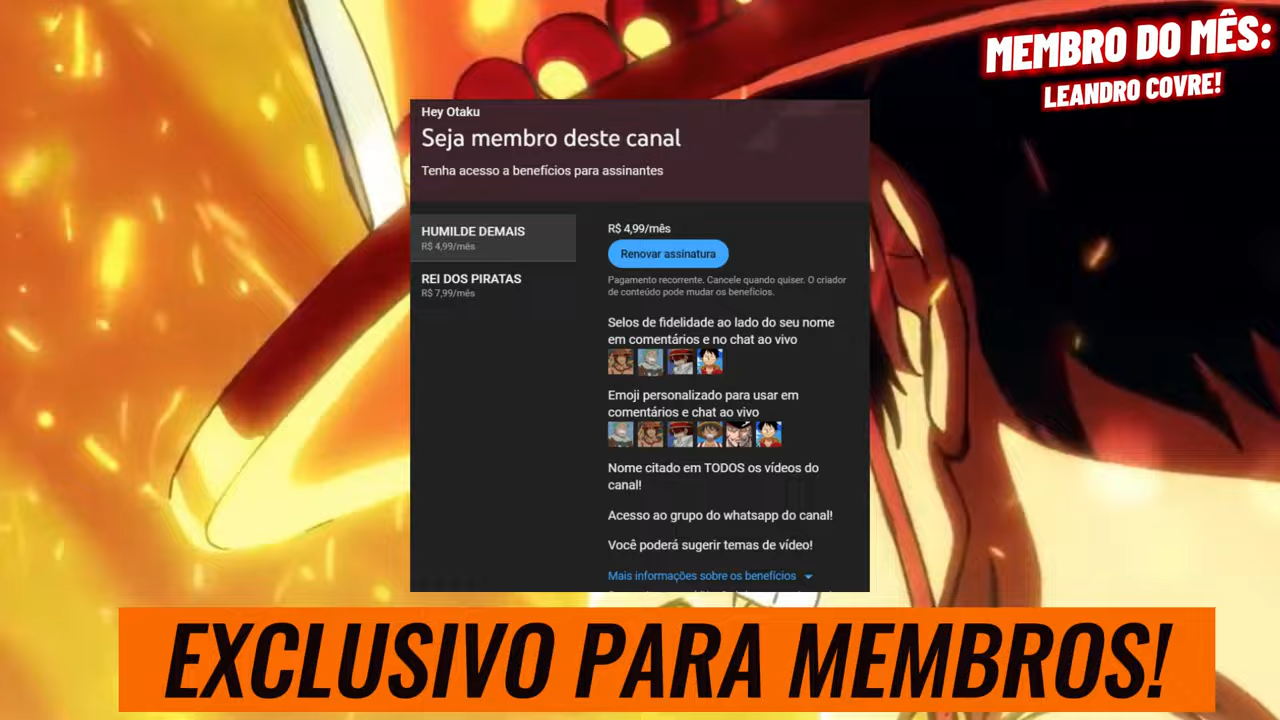 MEMBRO DO MÊS:
LEANDRO COVRE!
Hey Otaku
Seja membro deste canal
Tenha acesso a benefícios para assinantes
HUMILDE DEMAIS
R$ 4,99/mês
REI DOS PIRATAS
R$ 7,99/mês
R$ 4,99/mês
Renovar assinatura
Pagamento recorrente. Cancele quando quiser. O criador
de conteúdo pode mudar os benefícios.
Selos de fidelidade ao lado do seu nome
em comentários e no chat ao vivo
Emoji personalizado para usar em
comentários e chat ao vivo
Nome citado em TODOS os vídeos do
canal!
Acesso ao grupo do whatsapp do canal!
Você poderá sugerir temas de vídeo!
Mais informações sobre os benefícios
EXCLUSIVO PARA MEMBROS!